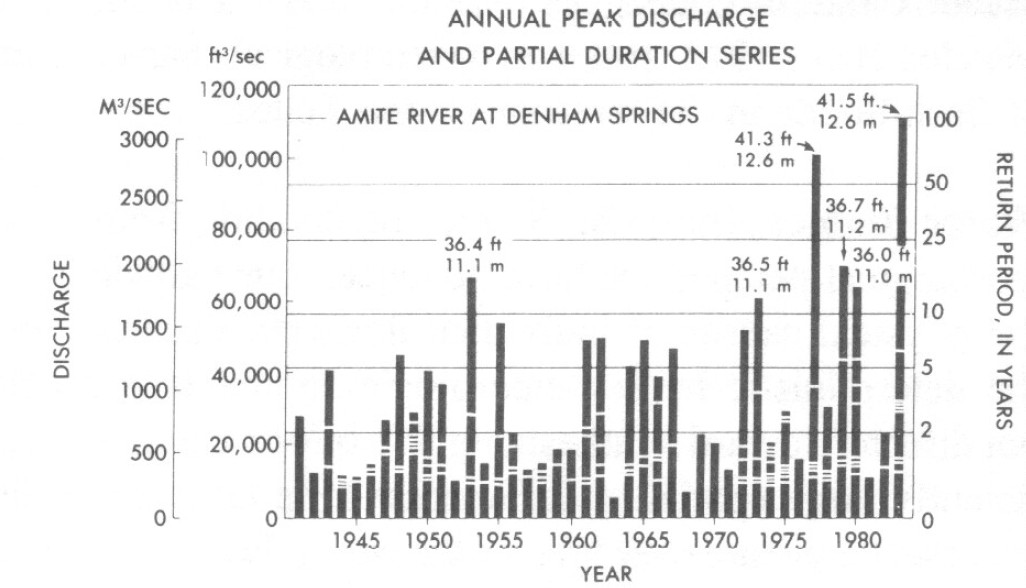 ANNUAL PEAK DISCHARGE
AND PARTIAL DURATION SERIES
ft³/sec
M³/SEC
AMITE RIVER AT DENHAM SPRINGS
120,000
100,000
80,000
60,000
40,000
20,000
0
3000
2500
2000
1500
1000
500
0
DISCHARGE
36.4 ft
11.1 m
36.5 ft
11.1 m
41.3 ft
12.6 m
36.7 ft.
11.2 m
36.0 ft
11.0 m
41.5 ft.
12.6 m
100
50
25
10
5
2
0
RETURN PERIOD, IN YEARS
1945 1950 1955 1960 1965 1970 1975 1980
YEAR